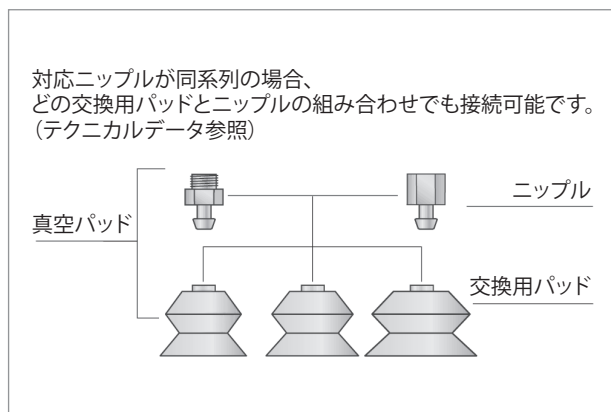 対応ニップルが同系列の場合、
どの交換用パッドとニップルの組み合わせでも接続可能です。
（テクニカルデータ参照）
ニップル
真空パッド
交換用パッド